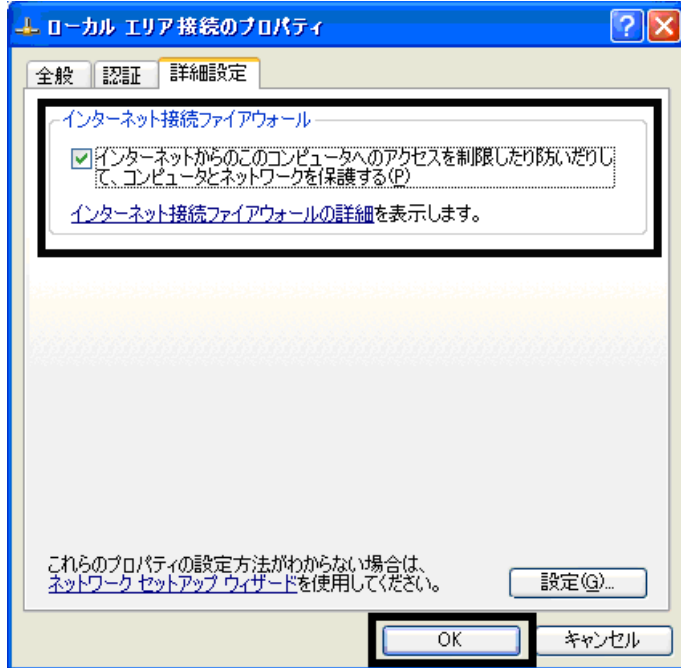 ローカル エリア接続のプロパティ
全般 認証 詳細設定
インターネット接続ファイアウォール
インターネットからのこのコンピュータへのアクセスを制限したり防いだりし
て、コンピュータとネットワークを保護する(P)
インターネット接続ファイアウォールの詳細を表示します。
これらのプロパティの設定方法がわからない場合は、
ネットワーク セットアップ ウィザードを使用してください。
設定(G)...
OK キャンセル